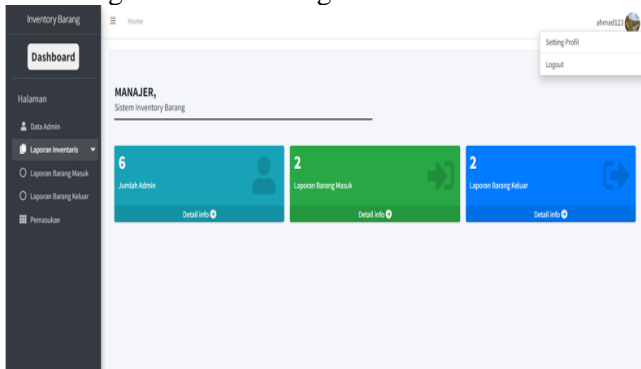 Inventory Barang
Home
ahmad123
Setting Profil
Logout
Dashboard
Halaman
Data Admin
Laporan Inventaris
Laporan Barang Masuk
Laporan Barang Keluar
Pemasukan
MANAJER,
Sistem Inventory Barang
6
Jumlah Admin
Detail info
2
Laporan Barang Masuk
Detail info
2
Laporan Barang Keluar
Detail info